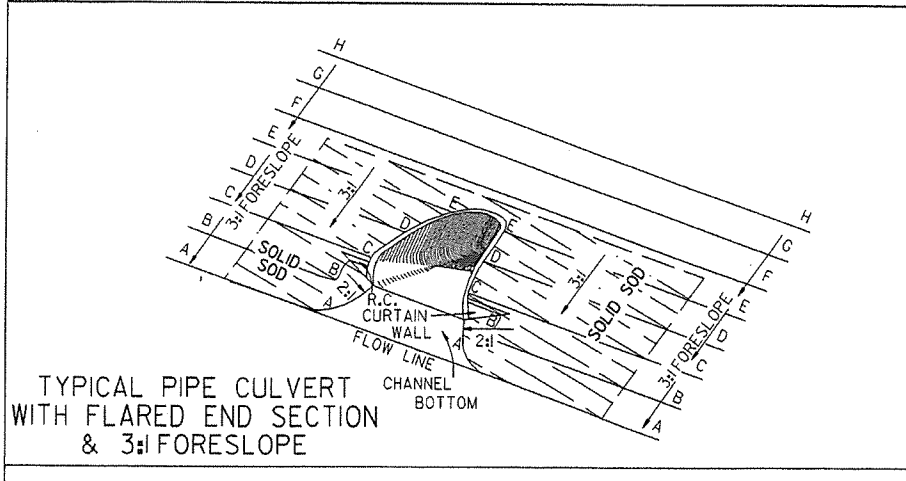 H
G
F
E
D
C
B
A
3:1 FORESLOPE
SOLID
SOD
3:1
E
E
D
D
C
C
B
B
A
A
2:1
2:1
R.C.
CURTAIN
WALL
FLOW LINE
CHANNEL
BOTTOM
3:1
SOLID SOD
H
G
F
E
D
C
B
A
3:1 FORESLOPE
TYPICAL PIPE CULVERT
WITH FLARED END SECTION
& 3:1 FORESLOPE